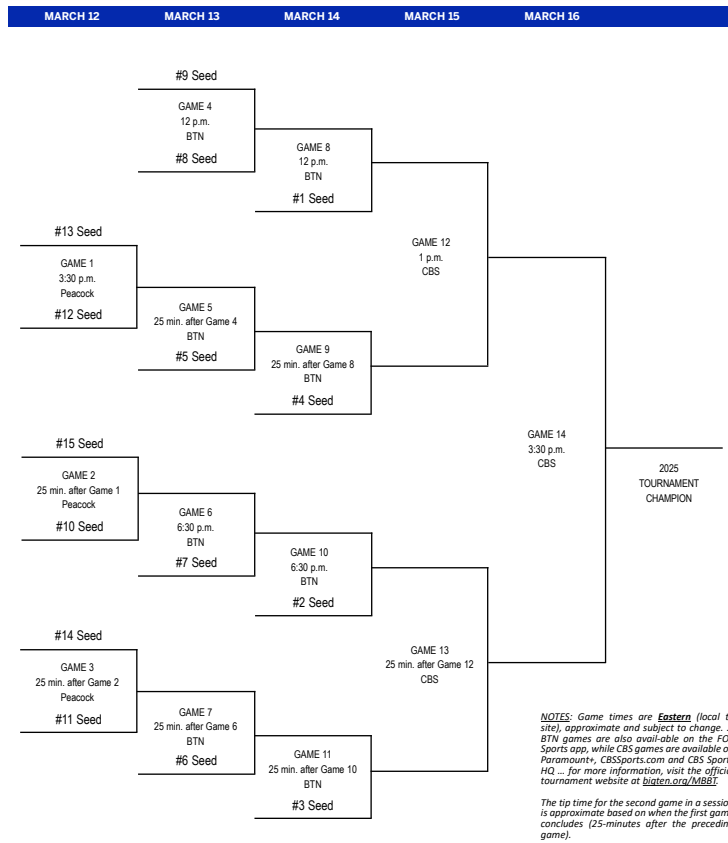 MARCH 12 MARCH 13 MARCH 14 MARCH 15 MARCH 16
#9 Seed
GAME 4
12 p.m.
BTN
#8 Seed
GAME 8
12 p.m.
BTN
#1 Seed
#13 Seed
GAME 1
3:30 p.m.
Peacock
#12 Seed
GAME 5
25 min. after Game 4
BTN
#5 Seed
GAME 9
25 min. after Game 8
BTN
#4 Seed
GAME 12
1 p.m.
CBS
#15 Seed
GAME 2
25 min. after Game 1
Peacock
#10 Seed
GAME 6
6:30 p.m.
BTN
#7 Seed
GAME 10
6:30 p.m.
BTN
#2 Seed
#14 Seed
GAME 3
25 min. after Game 2
Peacock
#11 Seed
GAME 7
25 min. after Game 6
BTN
#6 Seed
GAME 11
25 min. after Game 10
BTN
#3 Seed
GAME 13
25 min. after Game 12
CBS
GAME 14
3:30 p.m.
CBS
2025
TOURNAMENT
CHAMPION
NOTES: Game times are Eastern (local t
site), approximate and subject to change.
BTN games are also avail-able on the FO
Sports app, while CBS games are available o
Paramount+, CBSSports.com and CBS Sport
HQ ... for more information, visit the offici
tournament website at bigten.org/MBBT.
The tip time for the second game in a sessio
is approximate based on when the first gam
concludes (25-minutes after the precedin
game).